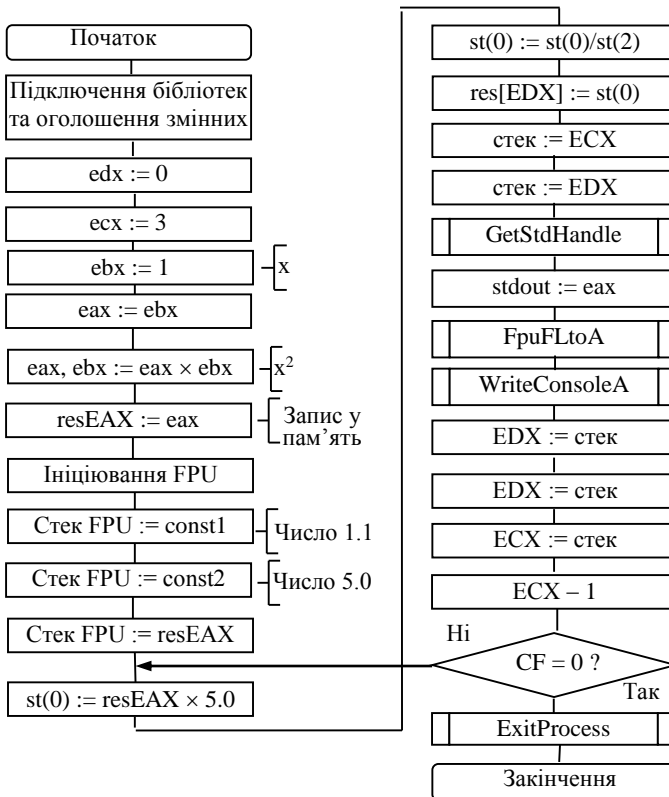 Початок
Підключення бібліотек
та оголошення змінних
edx := 0
ecx := 3
ebx := 1
x
eax := ebx
eax, ebx := eax × ebx
x²
resEAX := eax
Запис у
пам’ять
Ініціювання FPU
Стек FPU := const1
Число 1.1
Стек FPU := const2
Число 5.0
Стек FPU := resEAX
st(0) := resEAX × 5.0
st(0) := st(0)/st(2)
res[EDX] := st(0)
стек := ECX
стек := EDX
GetStdHandle
stdout := eax
FpuFLtoA
WriteConsoleA
EDX := стек
EDX := стек
ECX := стек
ECX – 1
Ні
CF = 0 ?
Так
ExitProcess
Закінчення